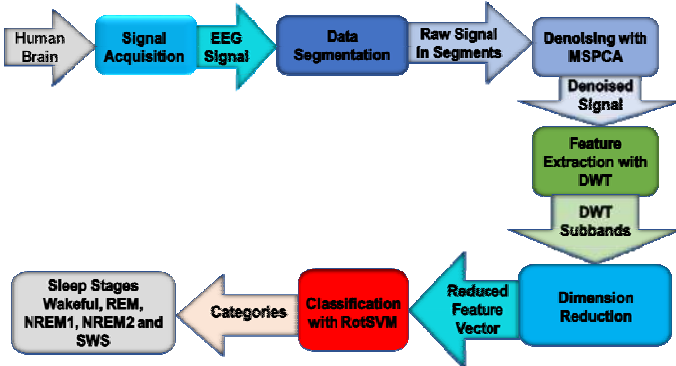 Human
Brain
Signal
Acquisition
EEG
Signal
Data
Segmentation
Raw Signal
in Segments
Denoising with
MSPCA
Denoised
Signal
Feature
Extraction with
DWT
DWT
Subbands
Dimension
Reduction
Reduced
Feature
Vector
Classification
with RotSVM
Categories
Sleep Stages
Wakeful, REM,
NREM1, NREM2 and
SWS